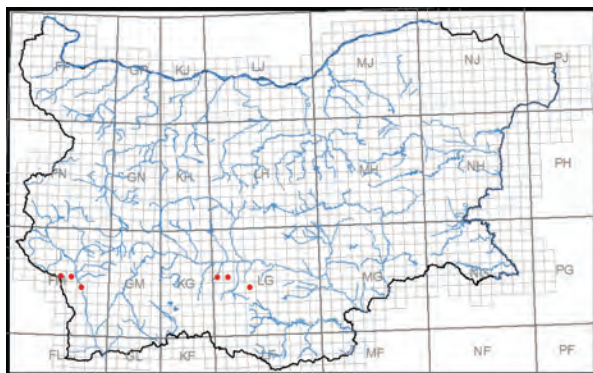 FP GP KJ LJ MJ NJ PJ
FN GN KH LH MH NH PH
FM GM KG LG MG NG PG
FL GL KF LF MF NF PF